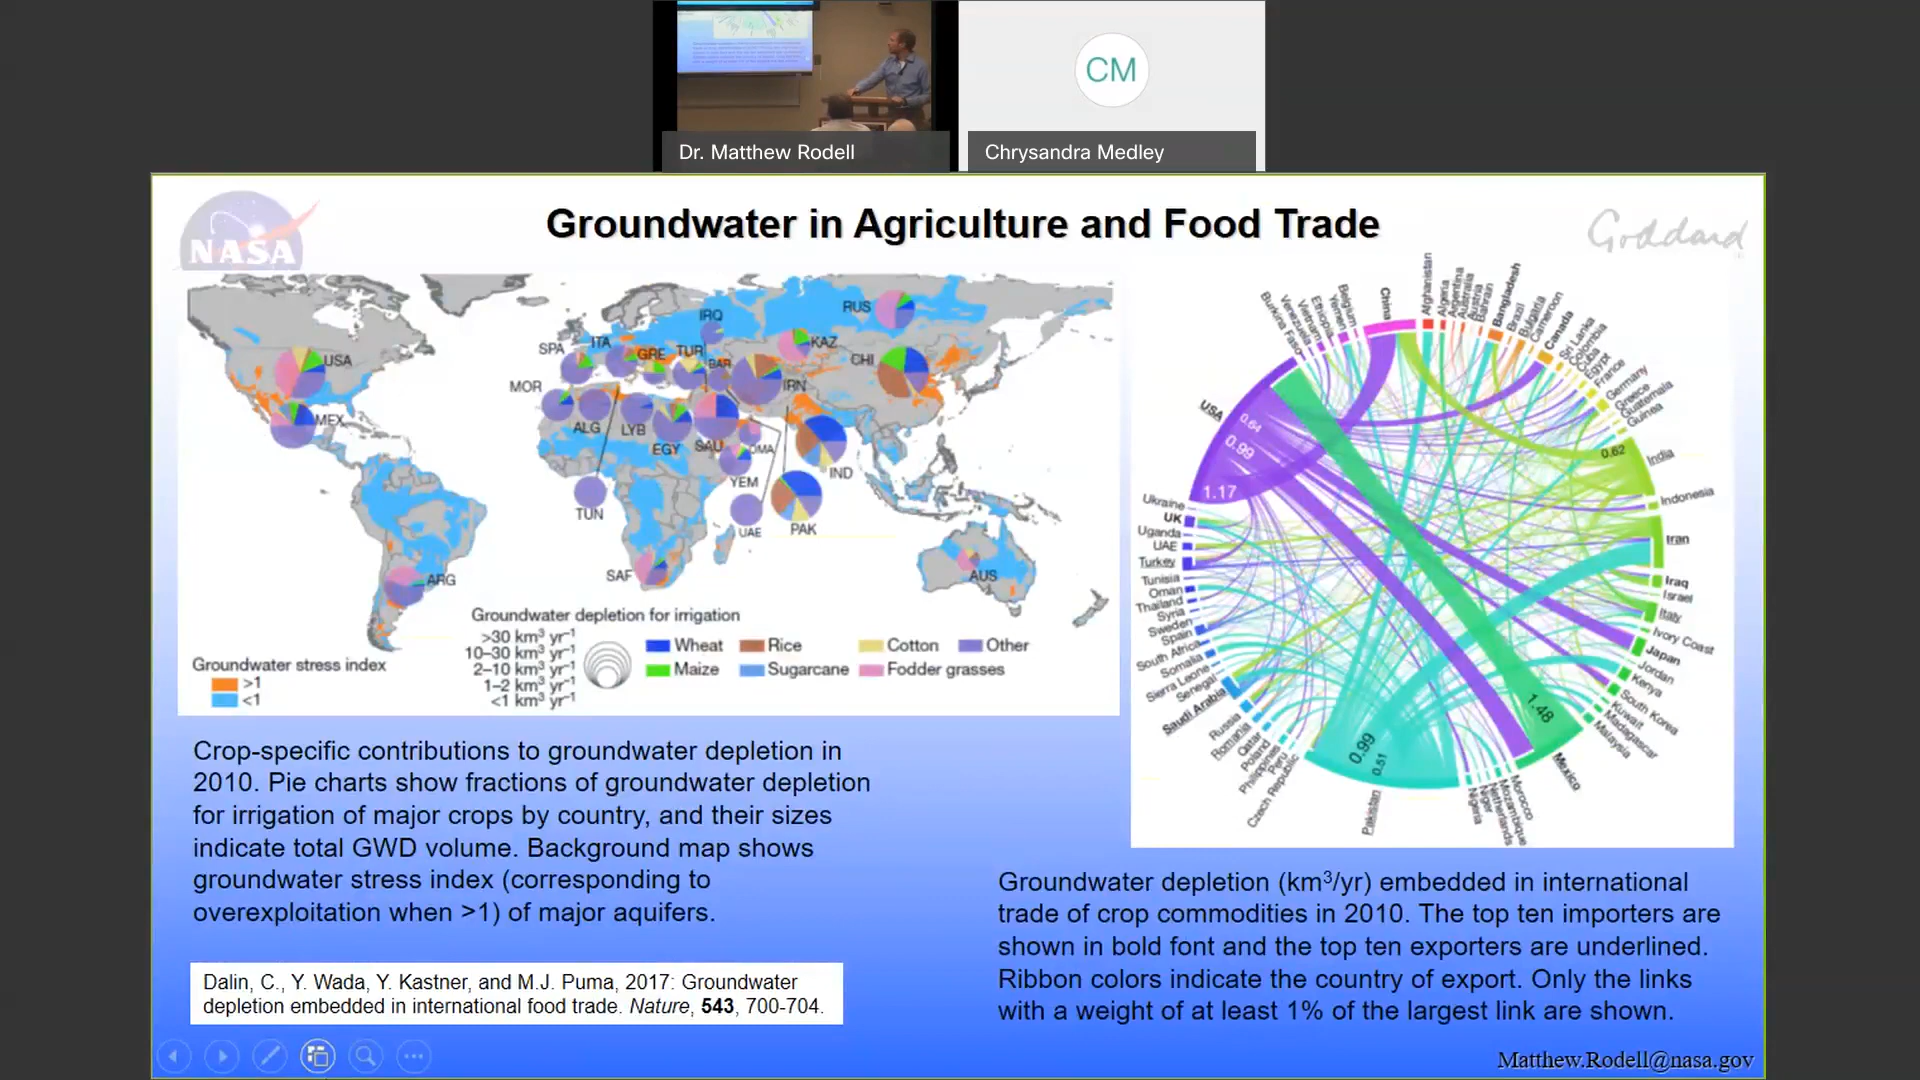 CM
Dr. Matthew Rodell
Chrysandra Medley
NASA
Groundwater in Agriculture and Food Trade
Goddard
USA
MEX
ARG
SPA
ITA
GRE
TUR
IRQ
BAR
MOR
ALG
LYB
EGY
SAU
OMA
YEM
UAE
TUN
SAF
RUS
KAZ
CHI
IRN
IND
PAK
AUS
Groundwater stress index
>1
<1
Groundwater depletion for irrigation
>30 km³ yr⁻¹
10–30 km³ yr⁻¹
2–10 km³ yr⁻¹
1–2 km³ yr⁻¹
<1 km³ yr⁻¹
Wheat
Rice
Cotton
Other
Maize
Sugarcane
Fodder grasses
Burkina Faso
Venezuela
Vietnam
Ethiopia
Yemen
Belgium
China
Afghanistan
Algeria
Argentina
Australia
Austria
Bahrain
Bangladesh
Brazil
Bulgaria
Cameroon
Canada
Sri Lanka
Colombia
Cuba
Egypt
France
Germany
Greece
Guatemala
Guinea
India
Indonesia
Iran
Iraq
Israel
Italy
Ivory Coast
Japan
Jordan
Kenya
South Korea
Kuwait
Madagascar
Malaysia
Mexico
Morocco
Mozambique
Netherlands
Niger
Nigeria
Pakistan
Czech Republic
Peru
Philippines
Poland
Qatar
Romania
Russia
Saudi Arabia
Senegal
Sierra Leone
Somalia
South Africa
Spain
Sweden
Syria
Thailand
Oman
Tunisia
Turkey
UAE
Uganda
UK
Ukraine
USA
0.64
0.99
1.17
0.62
1.48
0.99
0.51
Crop-specific contributions to groundwater depletion in
2010. Pie charts show fractions of groundwater depletion
for irrigation of major crops by country, and their sizes
indicate total GWD volume. Background map shows
groundwater stress index (corresponding to
overexploitation when >1) of major aquifers.
Dalin, C., Y. Wada, Y. Kastner, and M.J. Puma, 2017: Groundwater
depletion embedded in international food trade. Nature, 543, 700-704.
Groundwater depletion (km³/yr) embedded in international
trade of crop commodities in 2010. The top ten importers are
shown in bold font and the top ten exporters are underlined.
Ribbon colors indicate the country of export. Only the links
with a weight of at least 1% of the largest link are shown.
Matthew.Rodell@nasa.gov